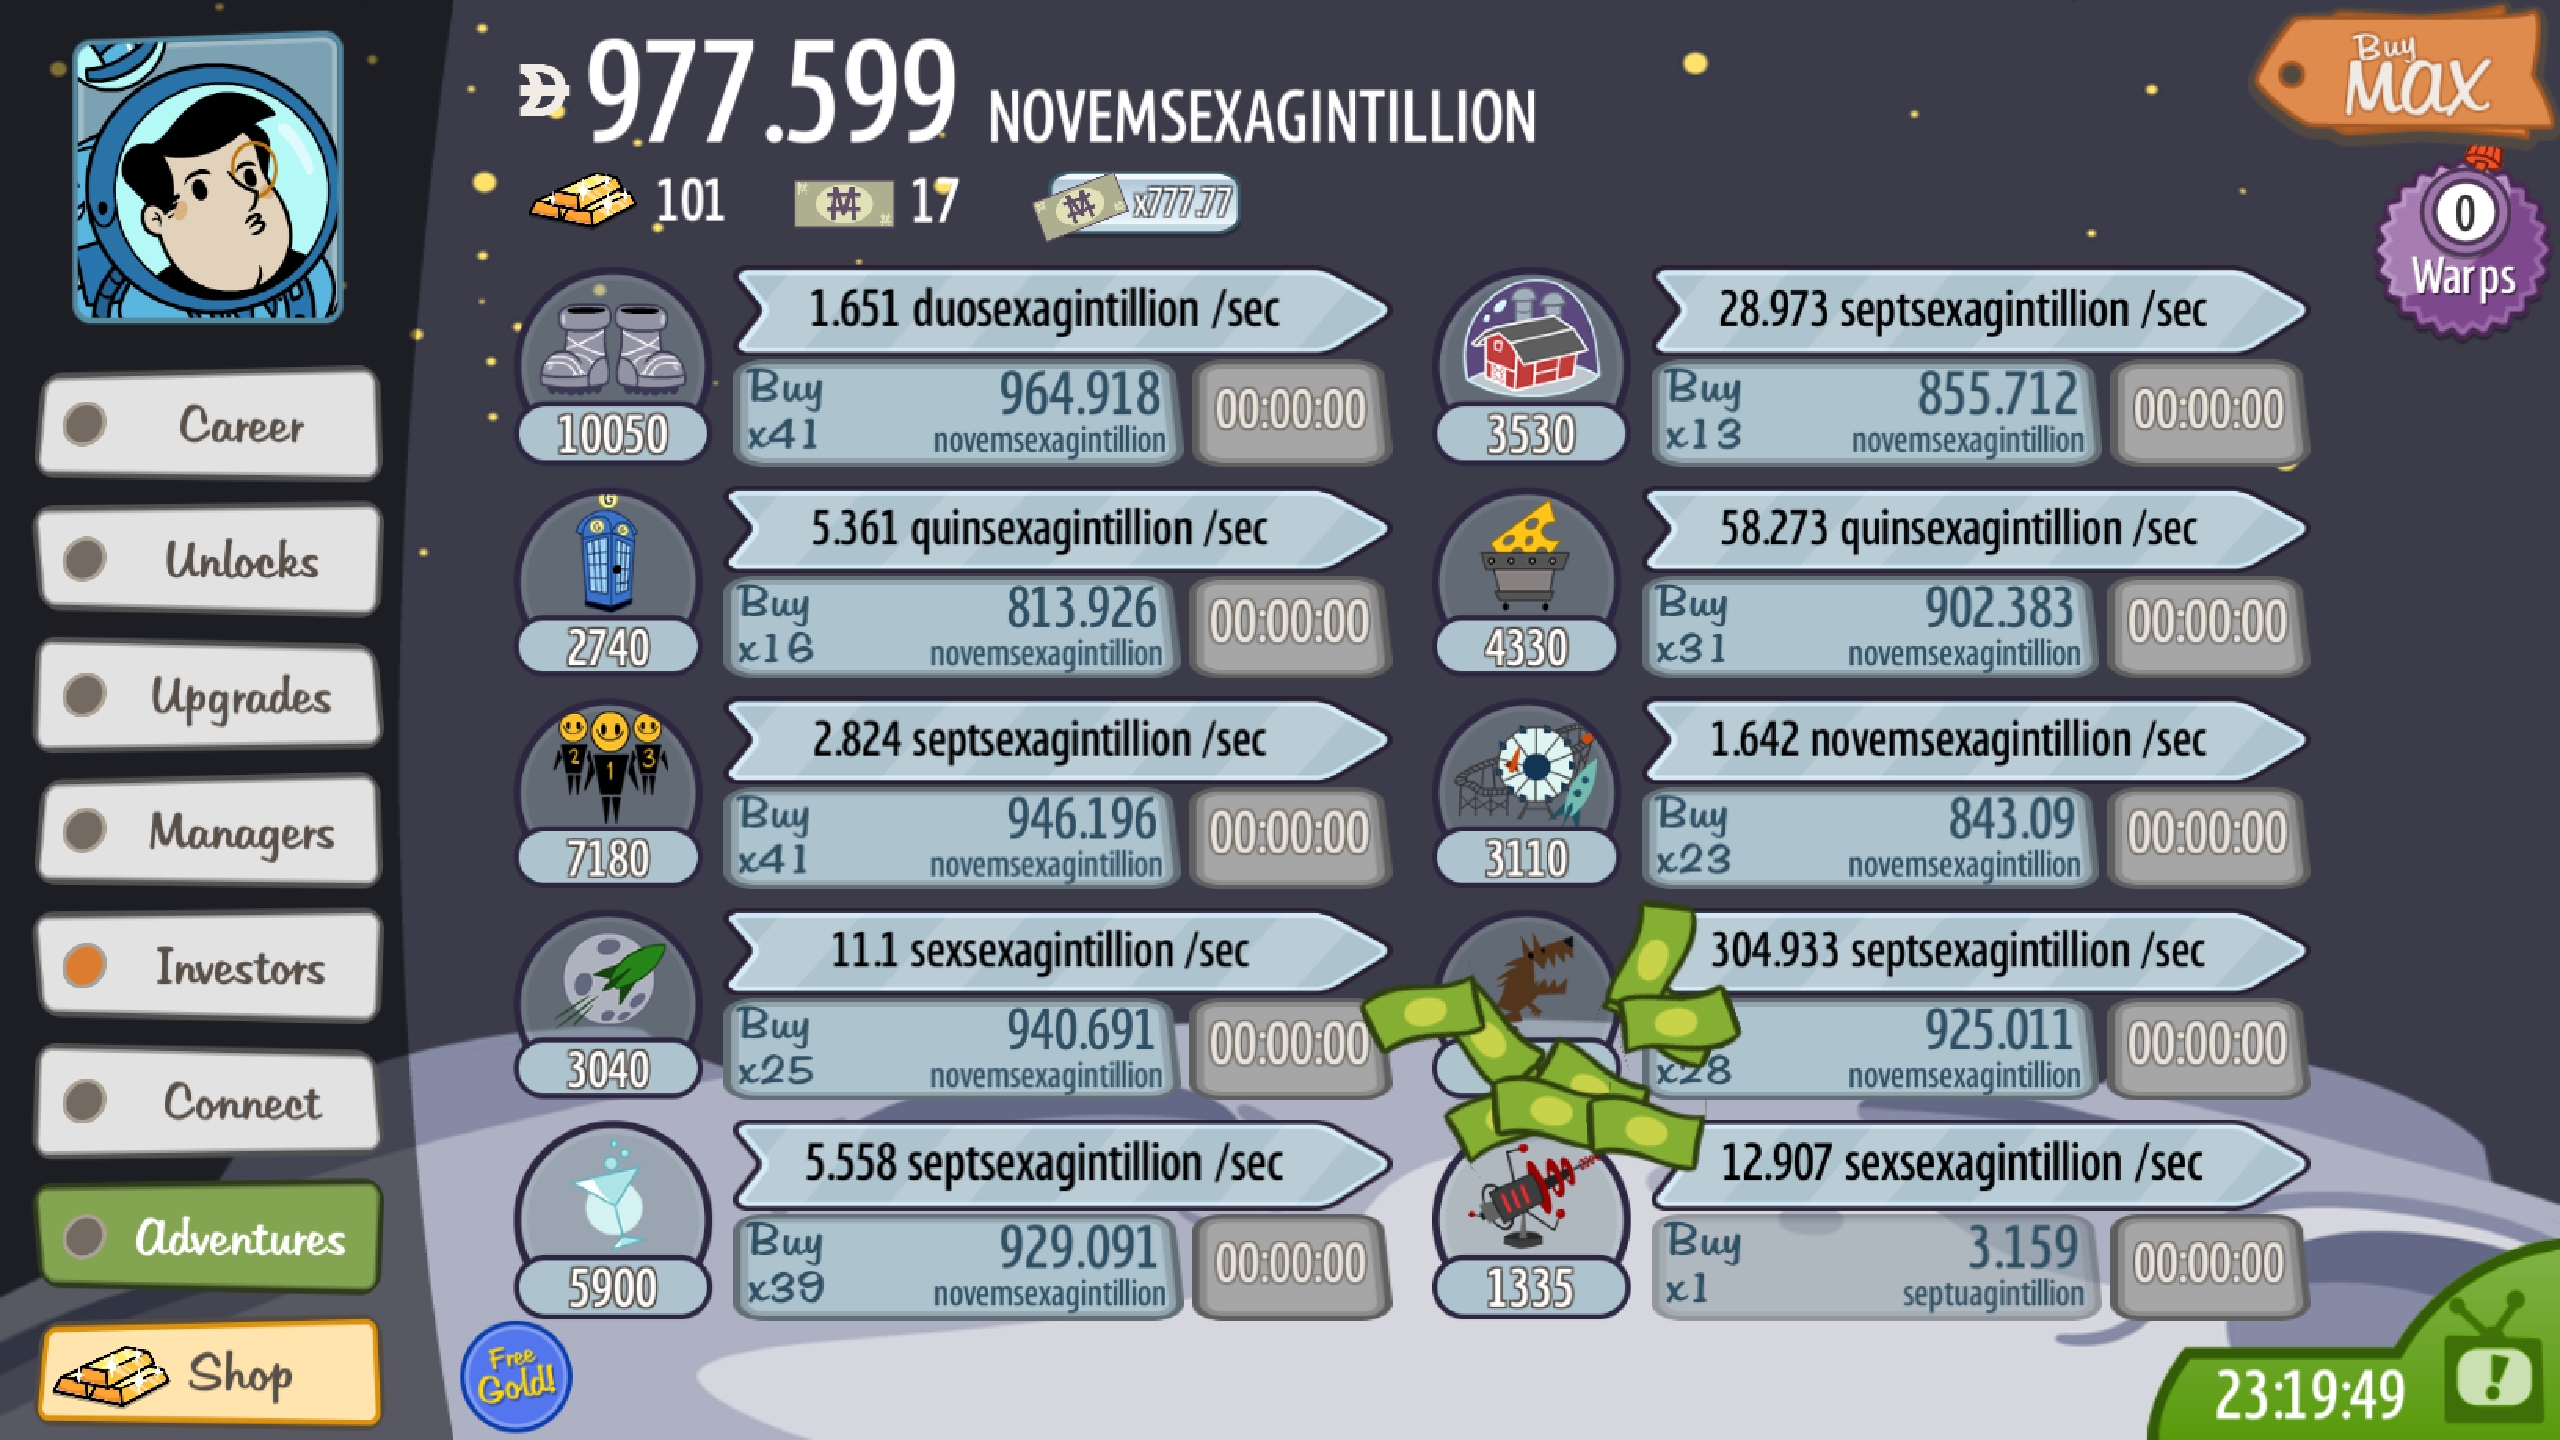 977.599 NOVEMSEXAGINTILLION
Buy
MAX
101 17 x777.77
0
Warps
Career
Unlocks
Upgrades
Managers
Investors
Connect
Adventures
Shop
1.651 duosexagintillion /sec
Buy 964.918
x41 novemsexagintillion
00:00:00
10050
28.973 septsexagintillion /sec
Buy 855.712
x13 novemsexagintillion
00:00:00
3530
G
5.361 quinsexagintillion /sec
Buy 813.926
x16 novemsexagintillion
00:00:00
2740
58.273 quinsexagintillion /sec
Buy 902.383
x31 novemsexagintillion
00:00:00
4330
2 1 3
2.824 septsexagintillion /sec
Buy 946.196
x41 novemsexagintillion
00:00:00
7180
1.642 novemsexagintillion /sec
Buy 843.09
x23 novemsexagintillion
00:00:00
3110
11.1 sexsexagintillion /sec
Buy 940.691
x25 novemsexagintillion
00:00:00
3040
304.933 septsexagintillion /sec
925.011
x28 novemsexagintillion
00:00:00
5.558 septsexagintillion /sec
Buy 929.091
x39 novemsexagintillion
00:00:00
5900
12.907 sexsexagintillion /sec
Buy 3.159
x1 septuagintillion
00:00:00
1335
Free
Gold!
23:19:49
!